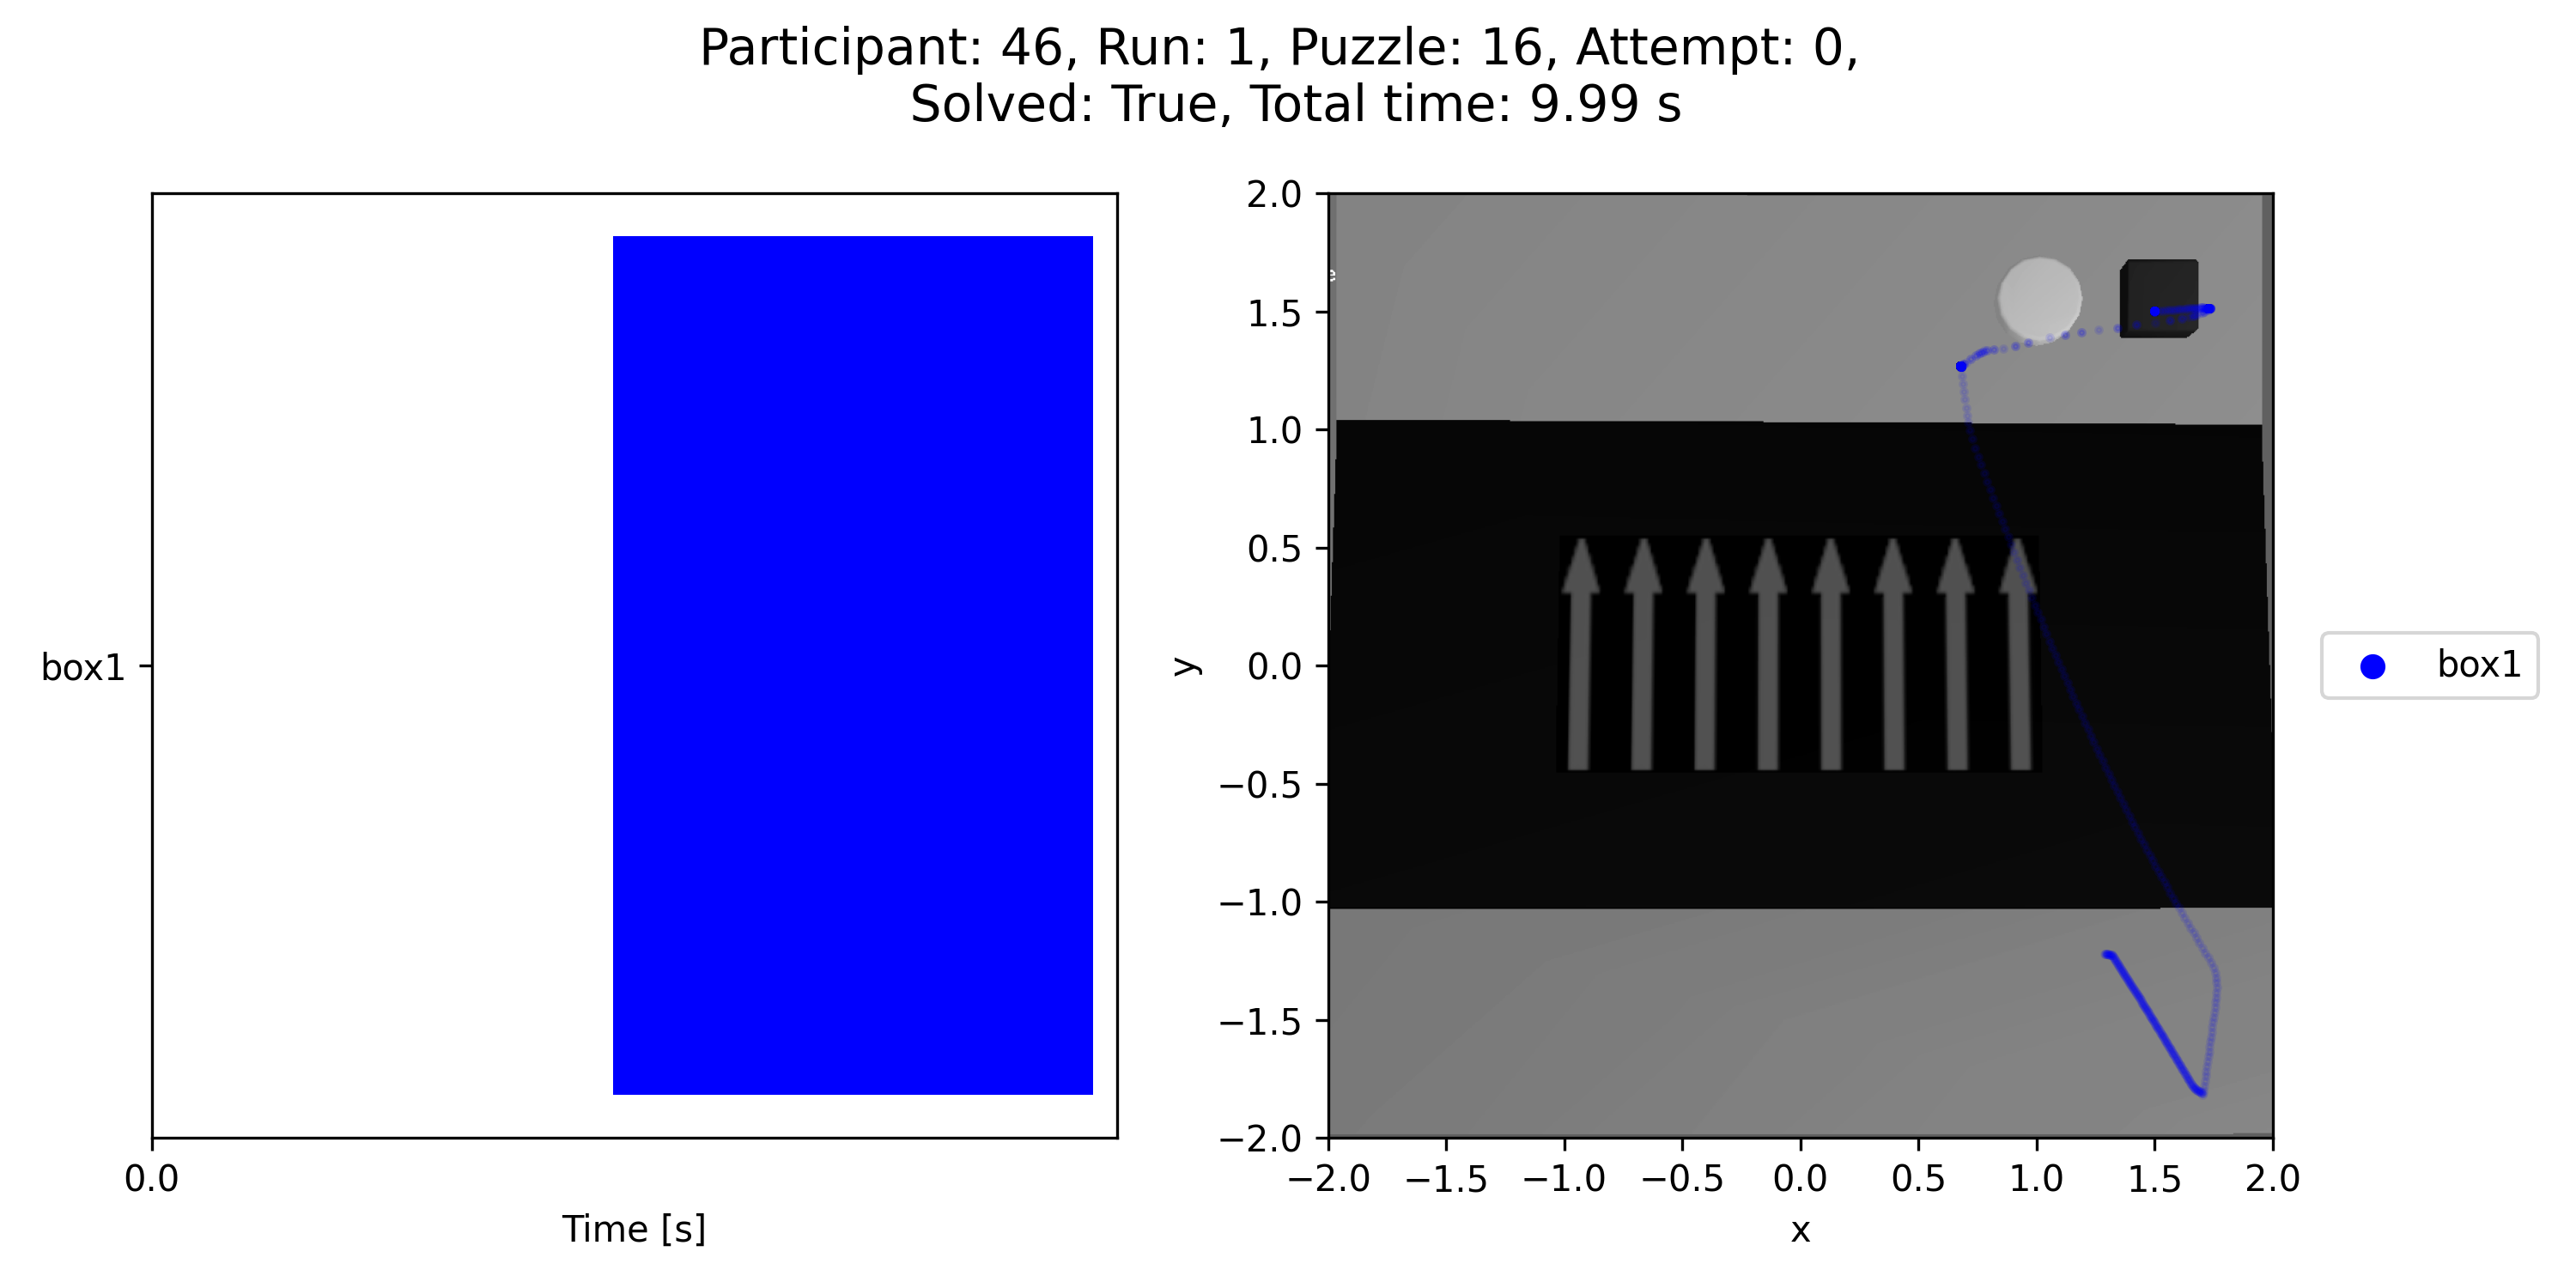 Participant: 46, Run: 1, Puzzle: 16, Attempt: 0,
Solved: True, Total time: 9.99 s
box1
0.0
Time [s]
2.0
1.5
1.0
0.5
0.0
−0.5
−1.0
−1.5
−2.0
y
e
−2.0 −1.5 −1.0 −0.5 0.0 0.5 1.0 1.5 2.0
x
box1